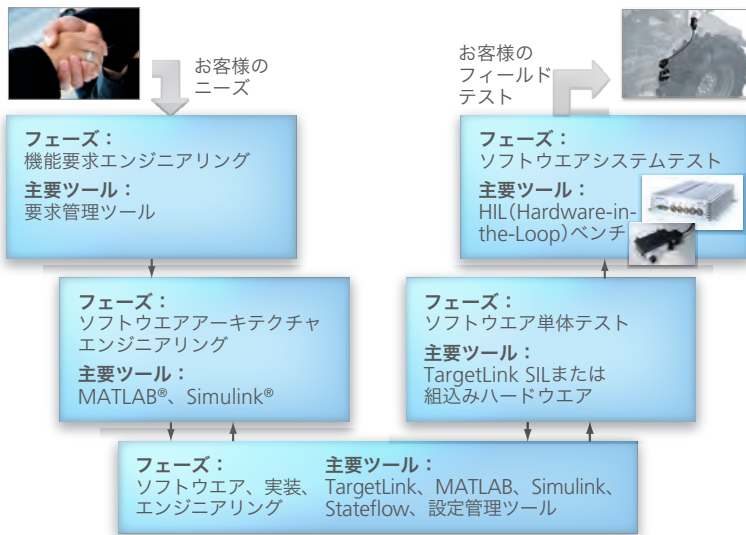 お客様の
ニーズ
お客様の
フィールド
テスト
フェーズ：
機能要求エンジニアリング
主要ツール：
要求管理ツール
フェーズ：
ソフトウエアシステムテスト
主要ツール：
HIL(Hardware-in-
the-Loop)ベンチ
フェーズ：
ソフトウエアアーキテクチャ
エンジニアリング
主要ツール：
MATLAB®、Simulink®
フェーズ：
ソフトウエア単体テスト
主要ツール：
TargetLink SILまたは
組込みハードウエア
フェーズ：
ソフトウエア、実装、
エンジニアリング
主要ツール：
TargetLink、MATLAB、Simulink、
Stateflow、設定管理ツール